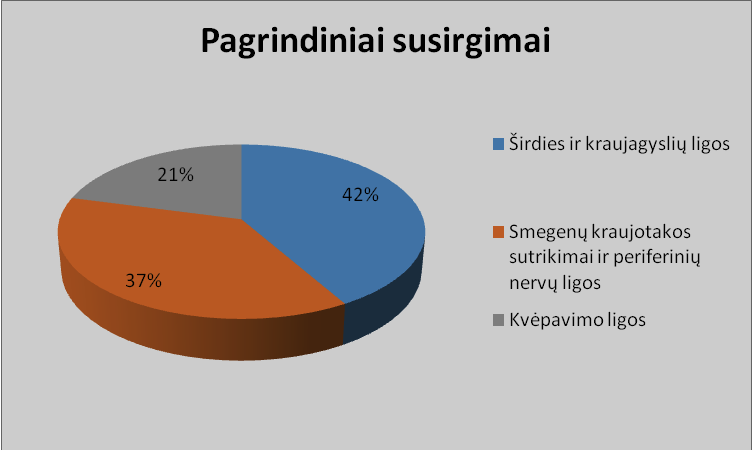 Pagrindiniai susirgimai
21%
42%
37%
Širdies ir kraujagyslių ligos
Smegenų kraujotakos
sutrikimai ir periferinių
nervų ligos
Kvėpavimo ligos